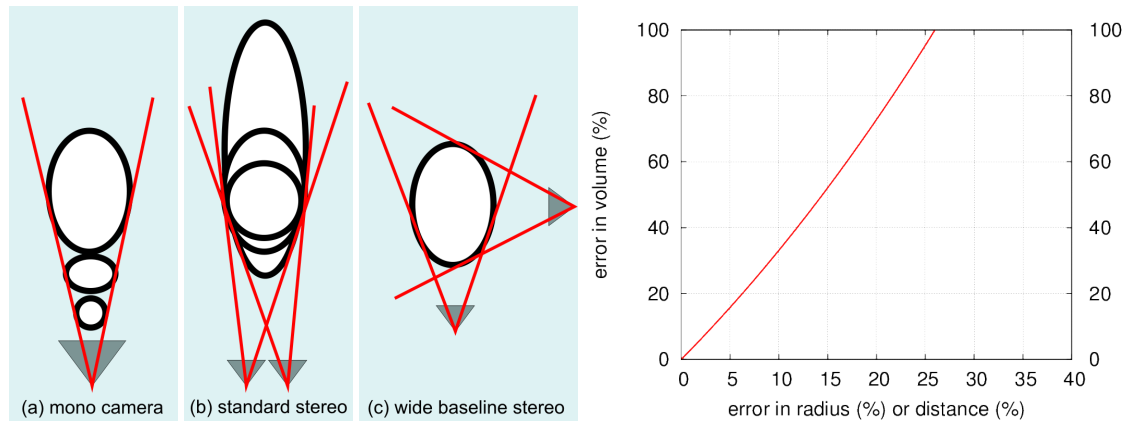 (a) mono camera
(b) standard stereo
(c) wide baseline stereo
error in volume (%)
100
80
60
40
20
0
100
80
60
40
20
0
0 5 10 15 20 25 30 35 40
error in radius (%) or distance (%)